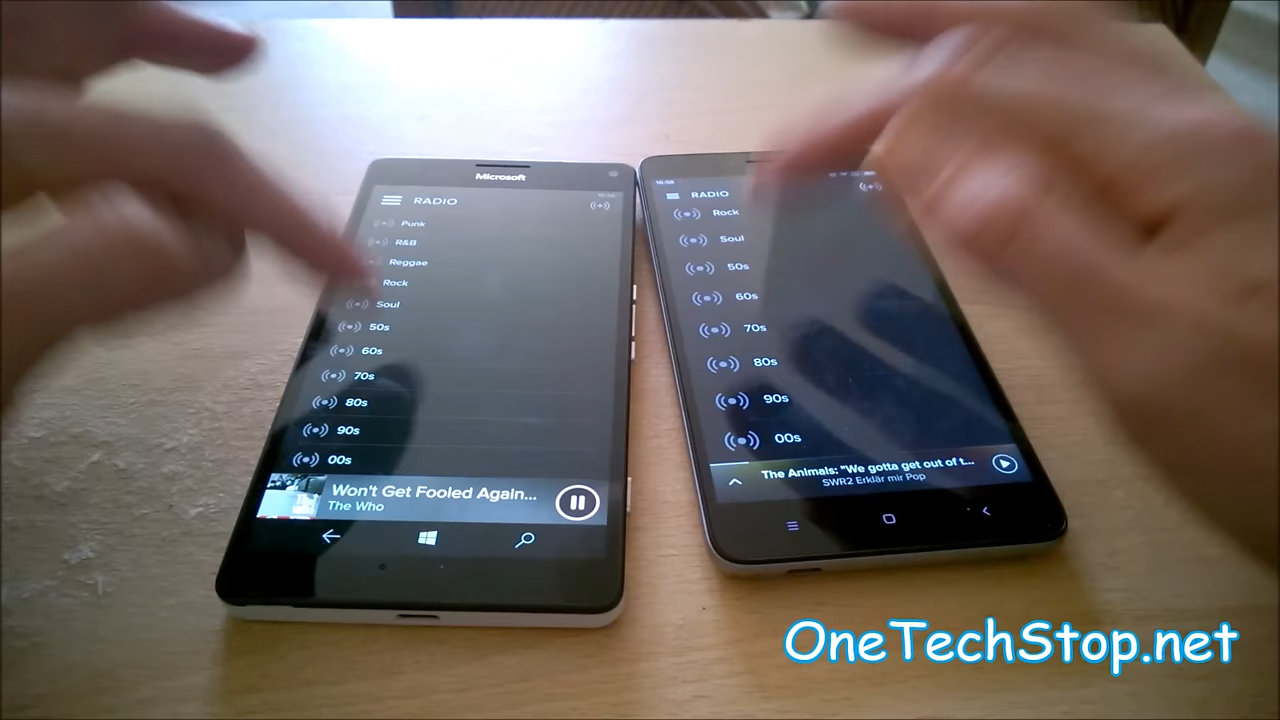 Microsoft
RADIO
Punk
R&B
Reggae
Rock
Soul
50s
60s
70s
80s
90s
00s
Won't Get Fooled Again...
The Who
RADIO
Rock
Soul
50s
60s
70s
80s
90s
00s
The Animals: "We gotta get out of t...
SWR2 Erklär mir Pop
OneTechStop.net